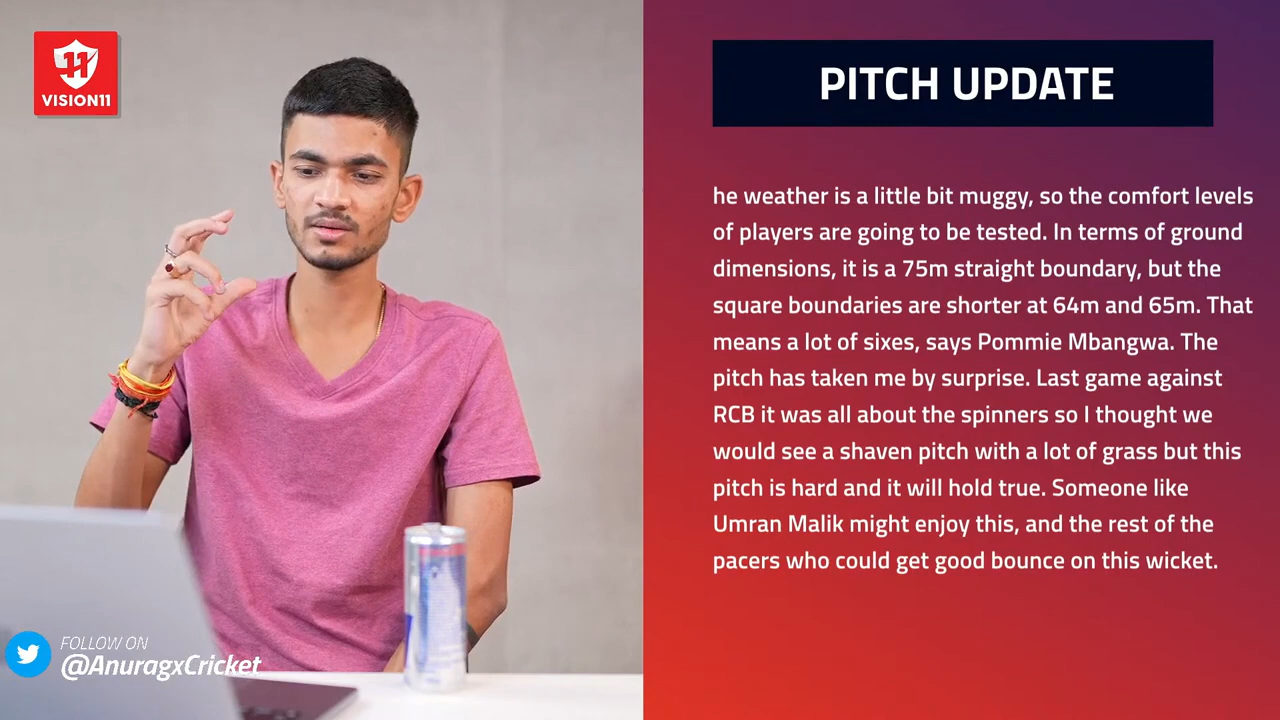 11
VISION11
PITCH UPDATE
he weather is a little bit muggy, so the comfort levels
of players are going to be tested. In terms of ground
dimensions, it is a 75m straight boundary, but the
square boundaries are shorter at 64m and 65m. That
means a lot of sixes, says Pommie Mbangwa. The
pitch has taken me by surprise. Last game against
RCB it was all about the spinners so I thought we
would see a shaven pitch with a lot of grass but this
pitch is hard and it will hold true. Someone like
Umran Malik might enjoy this, and the rest of the
pacers who could get good bounce on this wicket.
FOLLOW ON
@AnuragxCricket